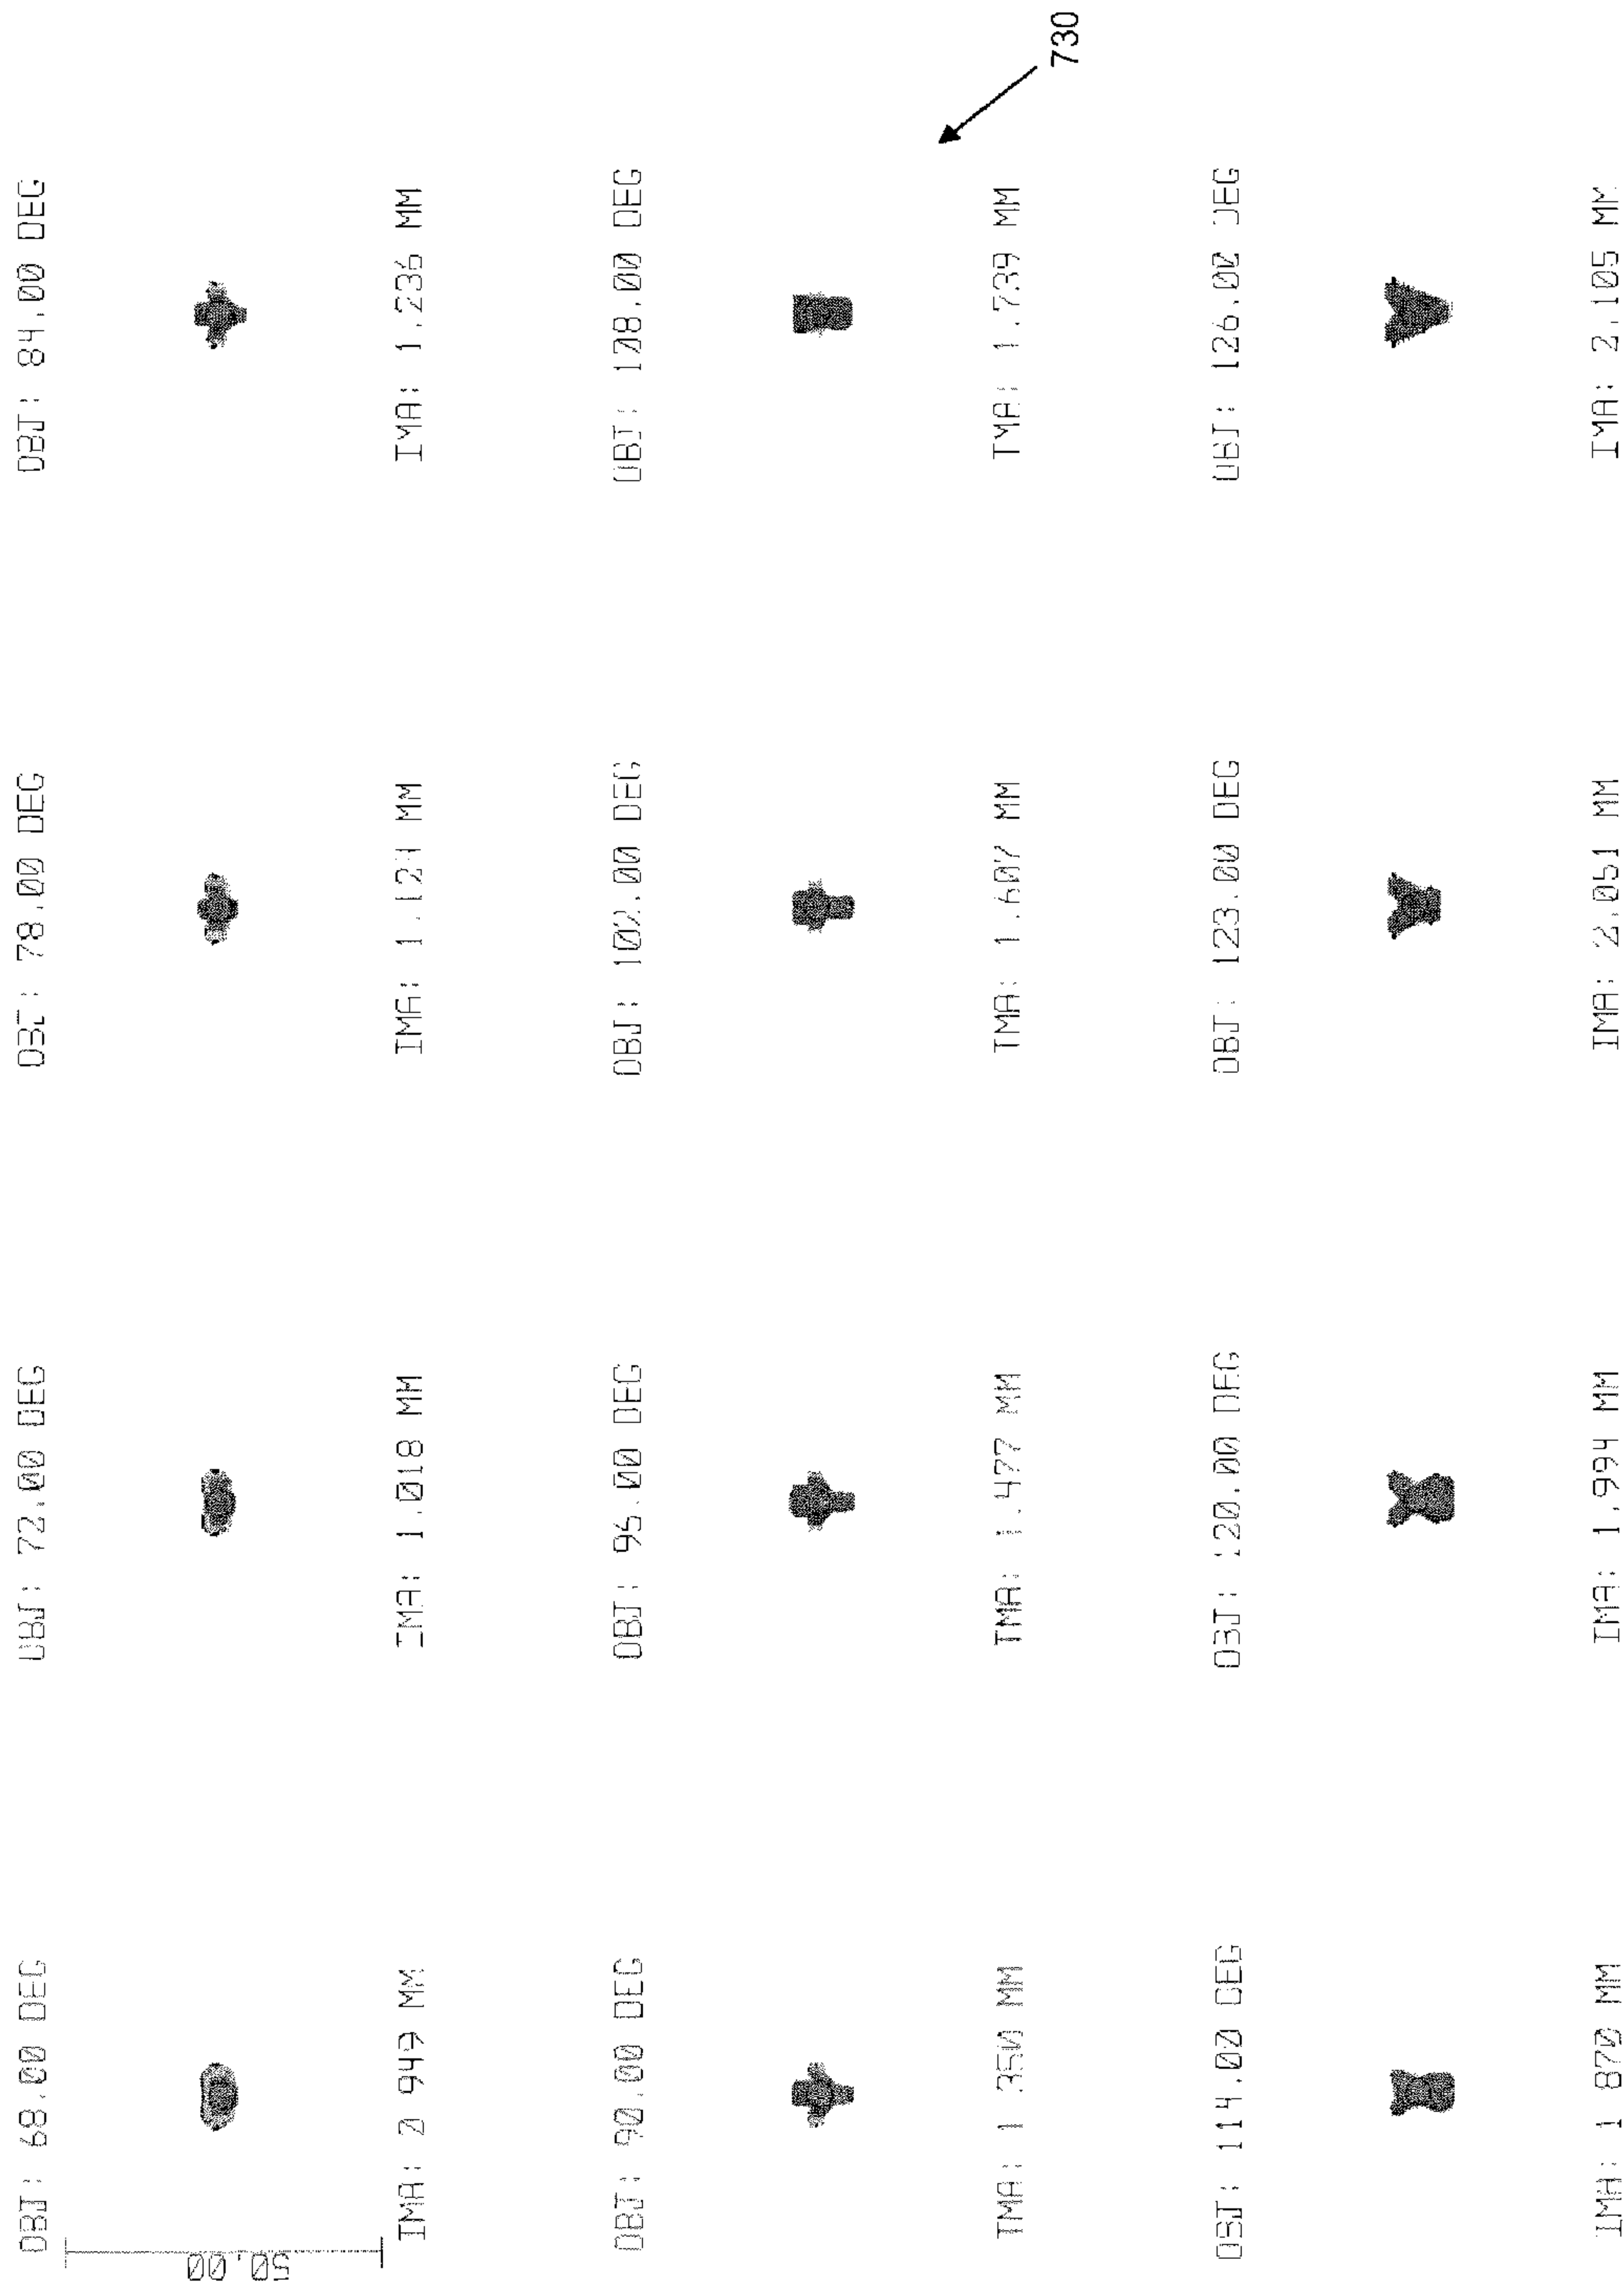 OBJ: 68.00 DEG
OBJ: 72.00 DEG
OBJ: 78.00 DEG
OBJ: 84.00 DEG
50.00
IMA: 0.949 MM
IMA: 1.018 MM
IMA: 1.124 MM
IMA: 1.236 MM
OBJ: 90.00 DEG
OBJ: 96.00 DEG
OBJ: 102.00 DEG
OBJ: 108.00 DEG
IMA: 1.350 MM
IMA: 1.477 MM
IMA: 1.607 MM
IMA: 1.739 MM
730
OBJ: 114.00 DEG
OBJ: 120.00 DEG
OBJ: 123.00 DEG
OBJ: 126.00 DEG
IMA: 1.870 MM
IMA: 1.994 MM
IMA: 2.051 MM
IMA: 2.105 MM